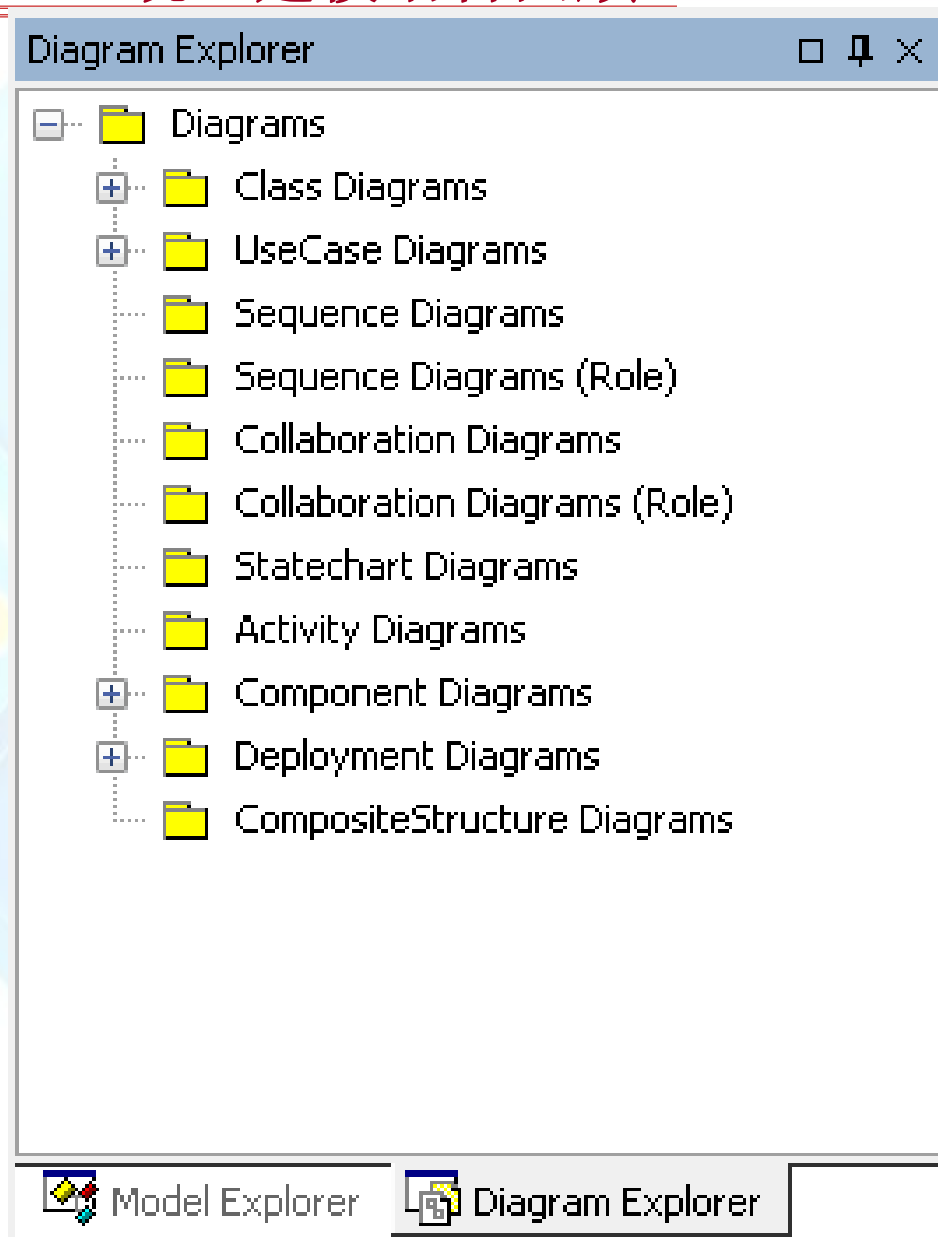 Diagram Explorer
Diagrams
Class Diagrams
UseCase Diagrams
Sequence Diagrams
Sequence Diagrams (Role)
Collaboration Diagrams
Collaboration Diagrams (Role)
Statechart Diagrams
Activity Diagrams
Component Diagrams
Deployment Diagrams
CompositeStructure Diagrams
Model Explorer
Diagram Explorer